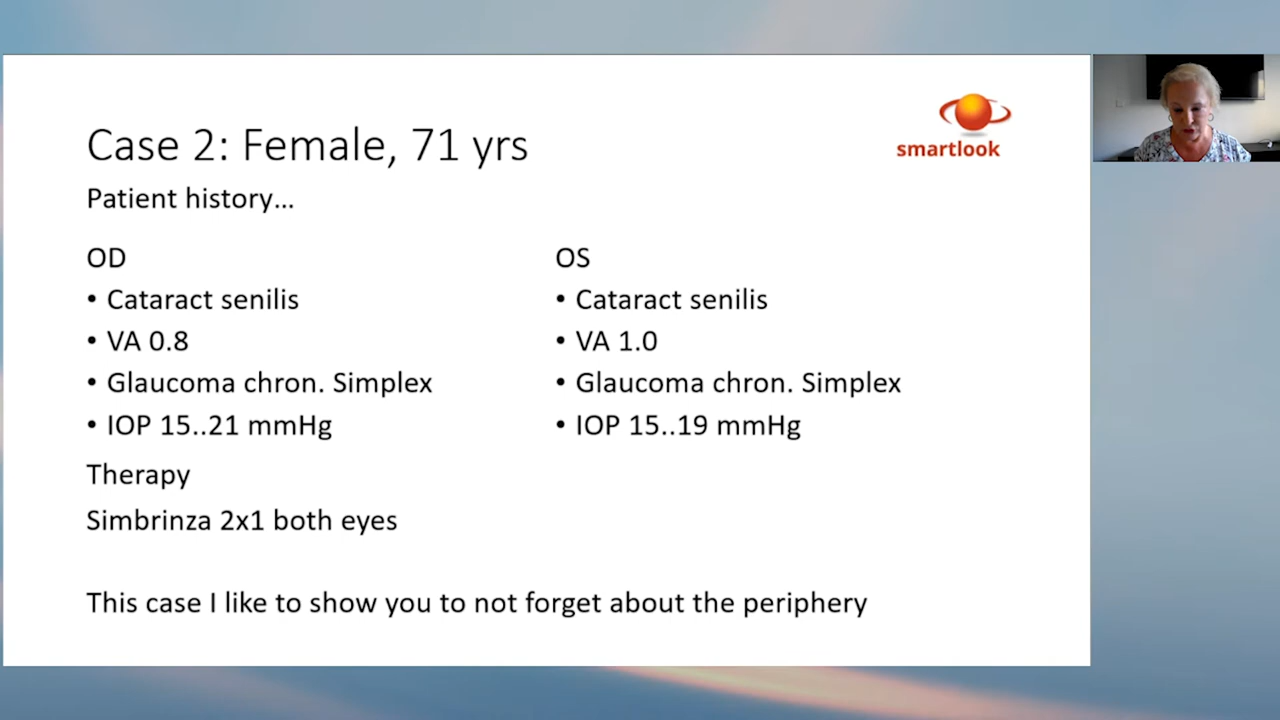 smartlook
Case 2: Female, 71 yrs
Patient history...
OD
• Cataract senilis
• VA 0.8
• Glaucoma chron. Simplex
• IOP 15..21 mmHg
OS
• Cataract senilis
• VA 1.0
• Glaucoma chron. Simplex
• IOP 15..19 mmHg
Therapy
Simbrinza 2x1 both eyes
This case I like to show you to not forget about the periphery